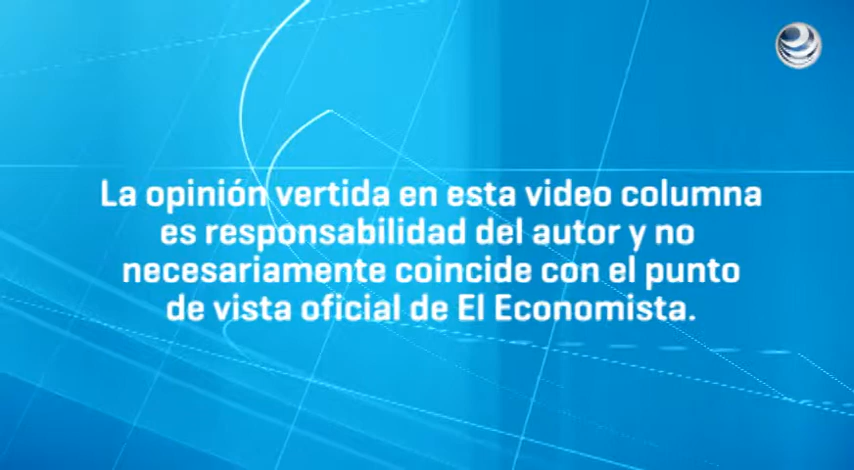 La opinión vertida en esta video columna
es responsabilidad del autor y no
necesariamente coincide con el punto
de vista oficial de El Economista.